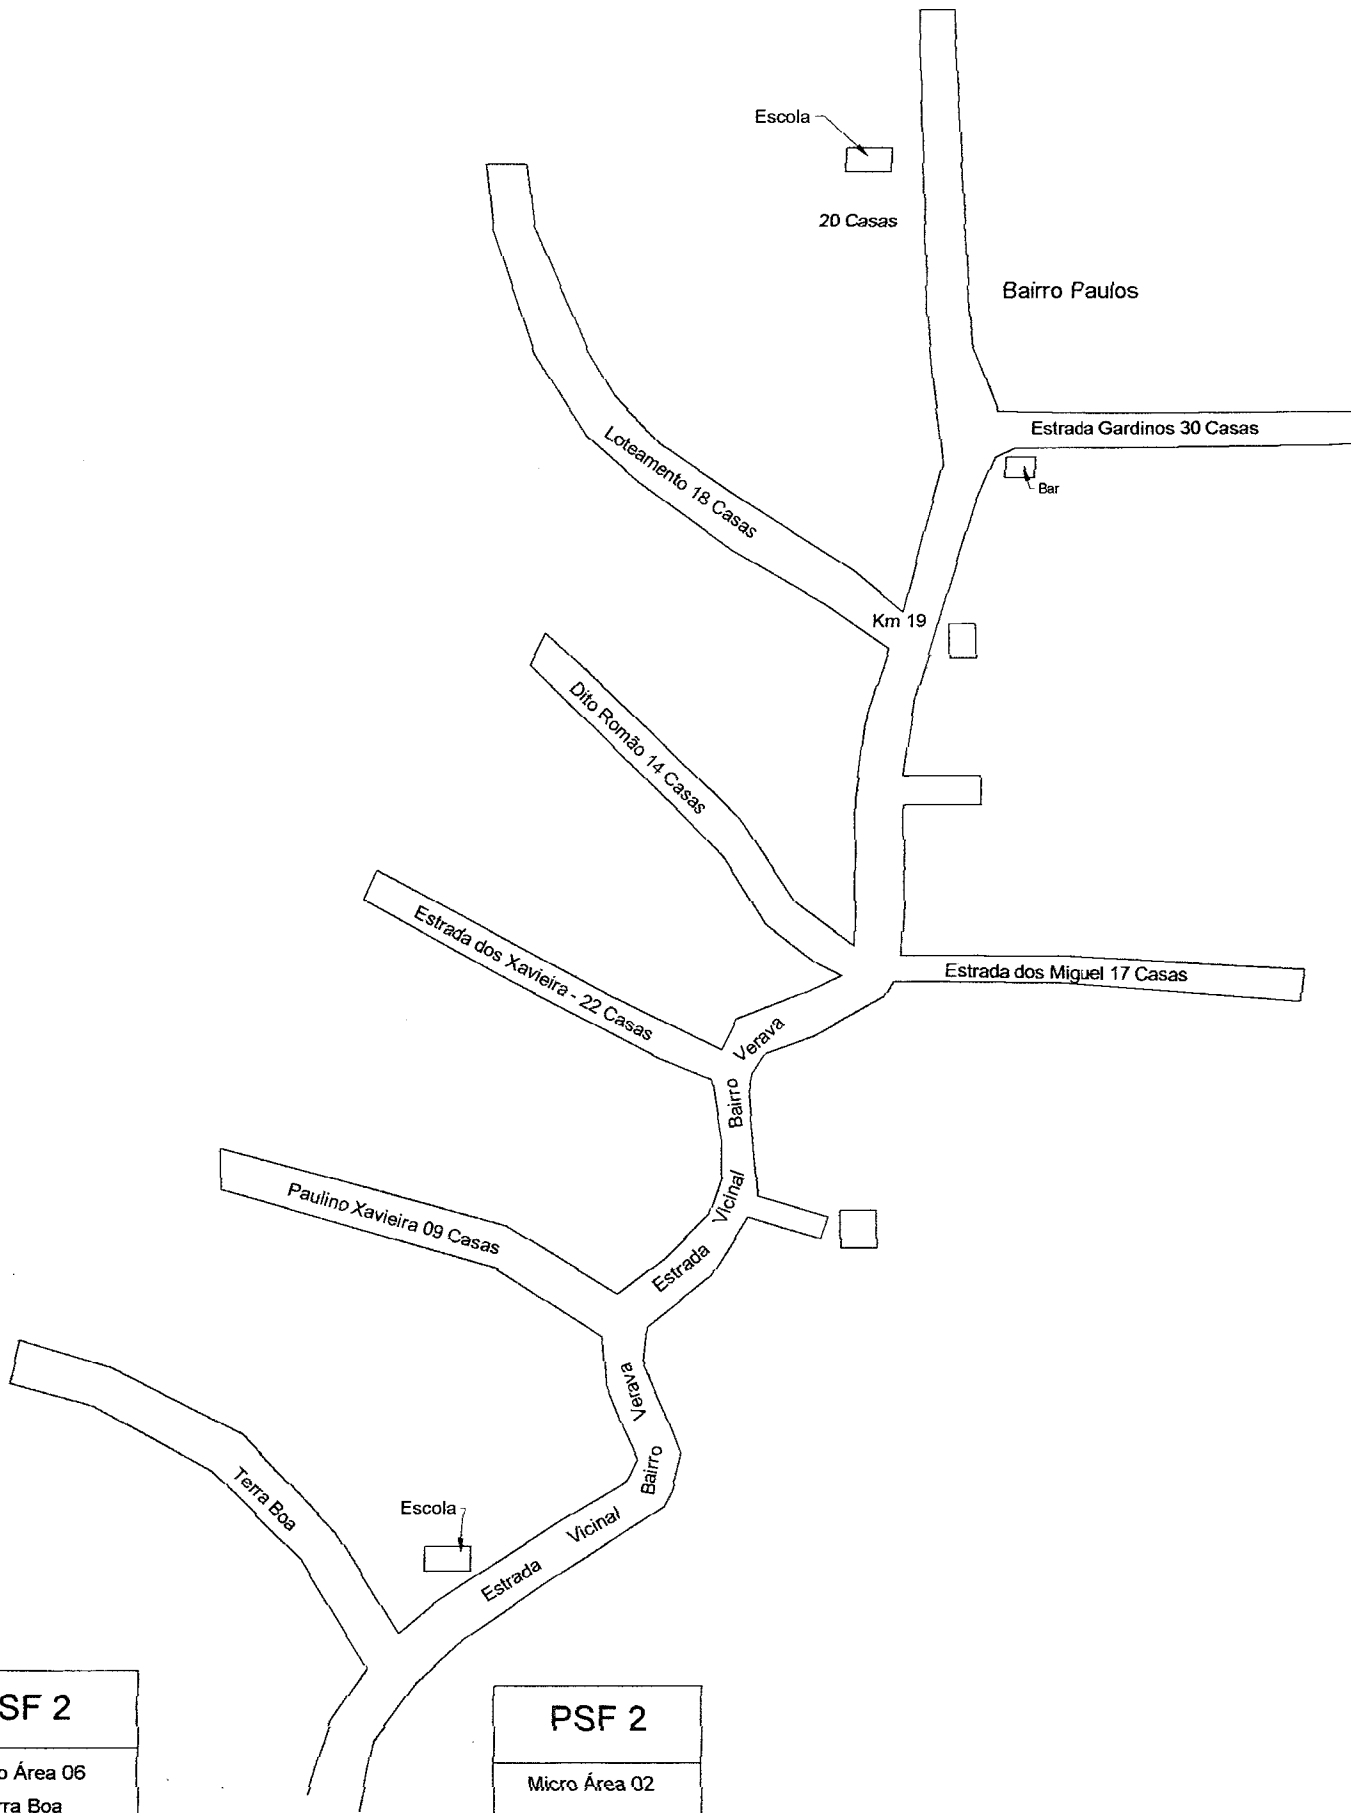 Escola
20 Casas
Bairro Paulos
Estrada Gardinos 30 Casas
Bar
Loteamento 18 Casas
Km 19
Dito Romão 14 Casas
Estrada dos Xavieira - 22 Casas
Estrada dos Miguel 17 Casas
Verava
Bairro
Vicinal
Estrada
Paulino Xavieira 09 Casas
Verava
Bairro
Vicinal
Estrada
Terra Boa
Escola
SF 2
o Área 06
rra Boa
PSF 2
Micro Área 02